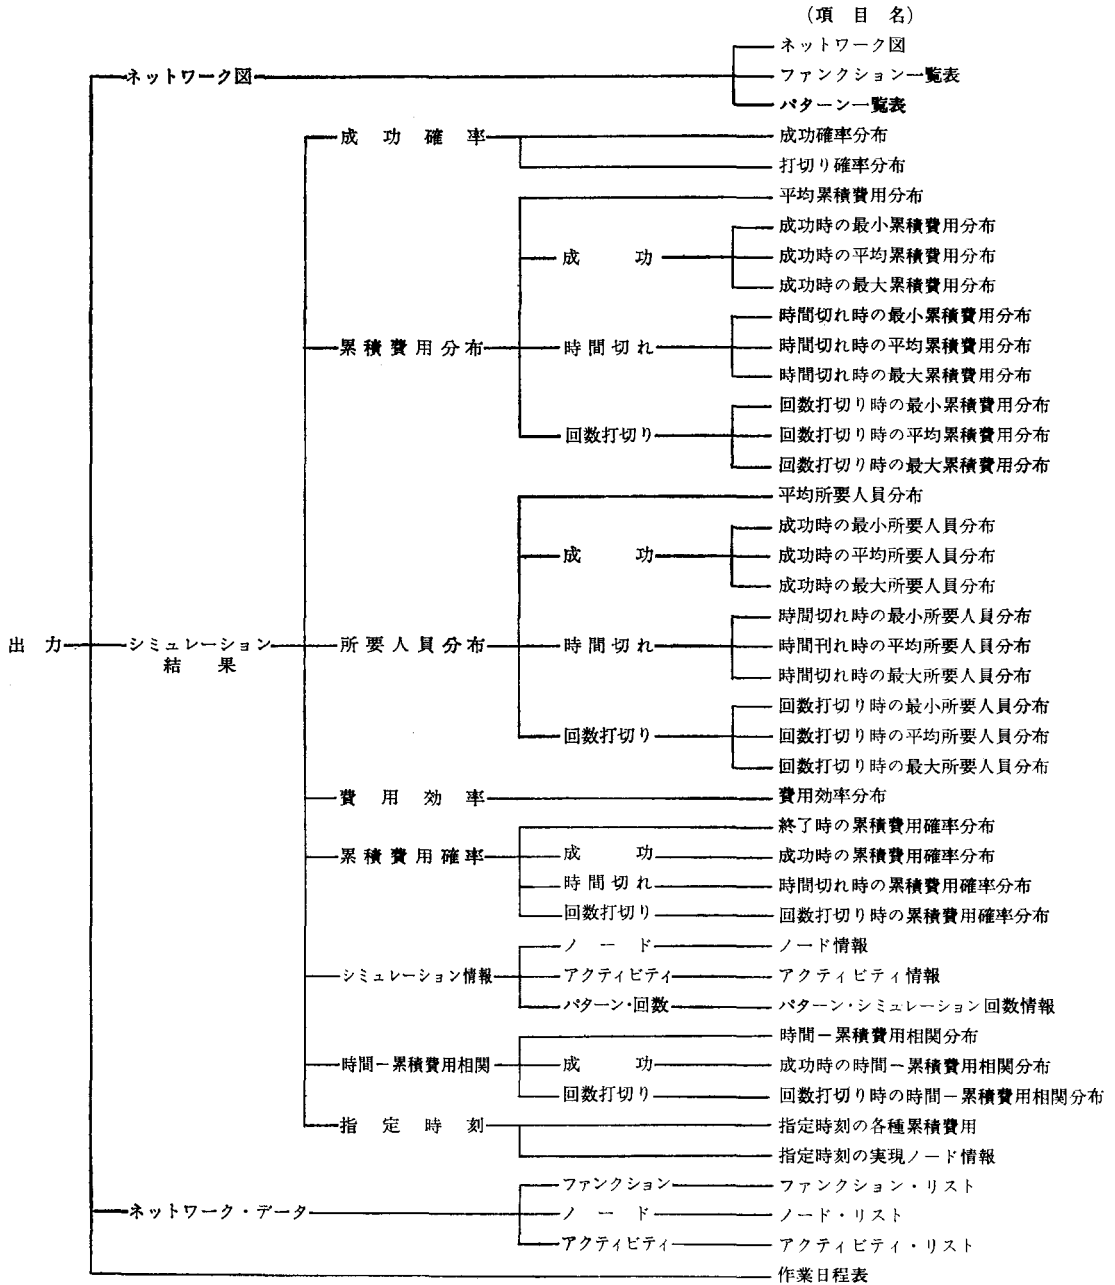 (項 目 名)
ネットワーク図
ネットワーク図
ファンクション一覧表
パターン一覧表
成 功 確 率
成功確率分布
打切り確率分布
平均累積費用分布
成功時の最小累積費用分布
成 功
成功時の平均累積費用分布
成功時の最大累積費用分布
時間切れ時の最小累積費用分布
累積費用分布
時間切れ
時間切れ時の平均累積費用分布
時間切れ時の最大累積費用分布
回数打切り時の最小累積費用分布
回数打切り
回数打切り時の平均累積費用分布
回数打切り時の最大累積費用分布
平均所要人員分布
成功時の最小所要人員分布
成 功
成功時の平均所要人員分布
成功時の最大所要人員分布
時間切れ時の最小所要人員分布
出 力
シミュレーション
結 果
所要人員分布
時間切れ
時間刊れ時の平均所要人員分布
時間切れ時の最大所要人員分布
回数打切り時の最小所要人員分布
回数打切り
回数打切り時の平均所要人員分布
回数打切り時の最大所要人員分布
費 用 効 率
費用効率分布
終了時の累積費用確率分布
累積費用確率
成 功
成功時の累積費用確率分布
時間切れ
時間切れ時の累積費用確率分布
回数打切り
回数打切り時の累積費用確率分布
ノ ー ド
ノード情報
シミュレーション情報
アクティビティ
アクティビティ情報
パターン・回数
パターン・シミュレーション回数情報
時間－累積費用相関分布
時間－累積費用相関
成 功
成功時の時間－累積費用相関分布
回数打切り
回数打切り時の時間－累積費用相関分布
指 定 時 刻
指定時刻の各種累積費用
指定時刻の実現ノード情報
ファンクション
ファンクション・リスト
ネットワーク・データ
ノ ー ド
ノード・リスト
アクティビティ
アクティビティ・リスト
作業日程表